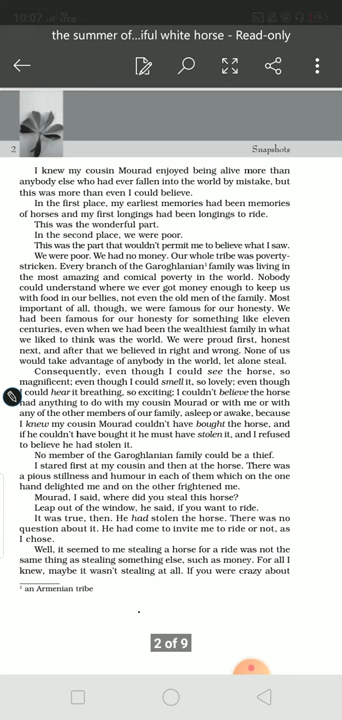 10:07
the summer of...iful white horse - Read-only
2
Snapshots
I knew my cousin Mourad enjoyed being alive more than
anybody else who had ever fallen into the world by mistake, but
this was more than even I could believe.
In the first place, my earliest memories had been memories
of horses and my first longings had been longings to ride.
This was the wonderful part.
In the second place, we were poor.
This was the part that wouldn't permit me to believe what I saw.
We were poor. We had no money. Our whole tribe was poverty-
stricken. Every branch of the Garoghlanian¹ family was living in
the most amazing and comical poverty in the world. Nobody
could understand where we ever got money enough to keep us
with food in our bellies, not even the old men of the family. Most
important of all, though, we were famous for our honesty. We
had been famous for our honesty for something like eleven
centuries, even when we had been the wealthiest family in what
we liked to think was the world. We were proud first, honest
next, and after that we believed in right and wrong. None of us
would take advantage of anybody in the world, let alone steal.
Consequently, even though I could see the horse, so
magnificent; even though I could smell it, so lovely; even though
I could hear it breathing, so exciting; I couldn't believe the horse
had anything to do with my cousin Mourad or with me or with
any of the other members of our family, asleep or awake, because
I knew my cousin Mourad couldn't have bought the horse, and
if he couldn't have bought it he must have stolen it, and I refused
to believe he had stolen it.
No member of the Garoghlanian family could be a thief.
I stared first at my cousin and then at the horse. There was
a pious stillness and humour in each of them which on the one
hand delighted me and on the other frightened me.
Mourad, I said, where did you steal this horse?
Leap out of the window, he said, if you want to ride.
It was true, then. He had stolen the horse. There was no
question about it. He had come to invite me to ride or not, as
I chose.
Well, it seemed to me stealing a horse for a ride was not the
same thing as stealing something else, such as money. For all I
knew, maybe it wasn't stealing at all. If you were crazy about
¹ an Armenian tribe
2 of 9